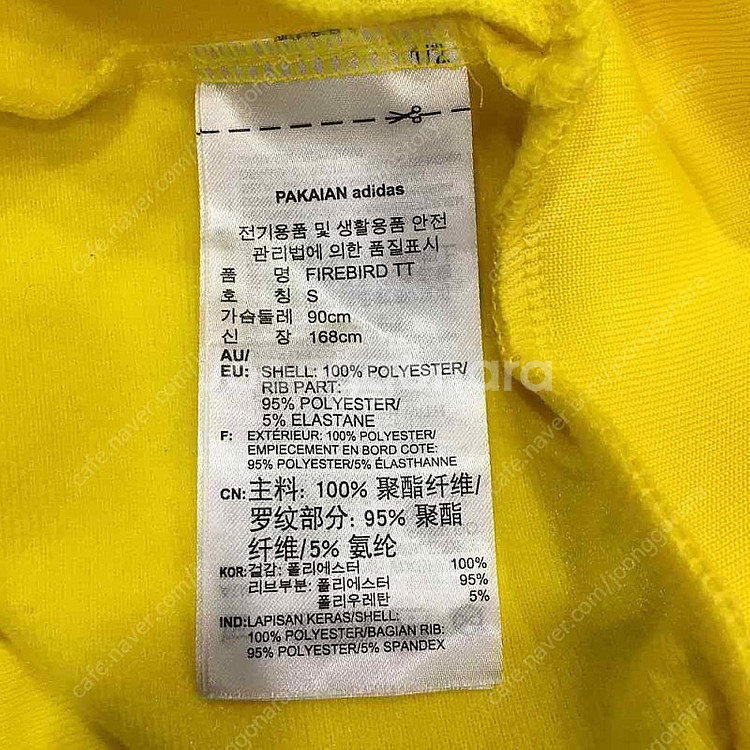 PAKAIAN adidas
전기용품 및 생활용품 안전
관리법에 의한 품질표시
품 명 FIREBIRD TT
호 칭 S
가슴둘레 90cm
신 장 168cm
AU/
EU: SHELL: 100% POLYESTER/
RIB PART:
95% POLYESTER/
5% ELASTANE
F: EXTÉRIEUR: 100% POLYESTER/
EMPIECEMENT EN BORD COTE:
95% POLYESTER/5% ÉLASTHANNE
CN: 主料: 100% 聚酯纤维/
罗纹部分: 95% 聚酯
纤维/5% 氨纶
KOR: 겉감: 폴리에스터 100%
리브부분: 폴리에스터 95%
폴리우레탄 5%
IND: LAPISAN KERAS/SHELL:
100% POLYESTER/BAGIAN RIB:
95% POLYESTER/5% SPANDEX
cafe.naver.com/joonggonara